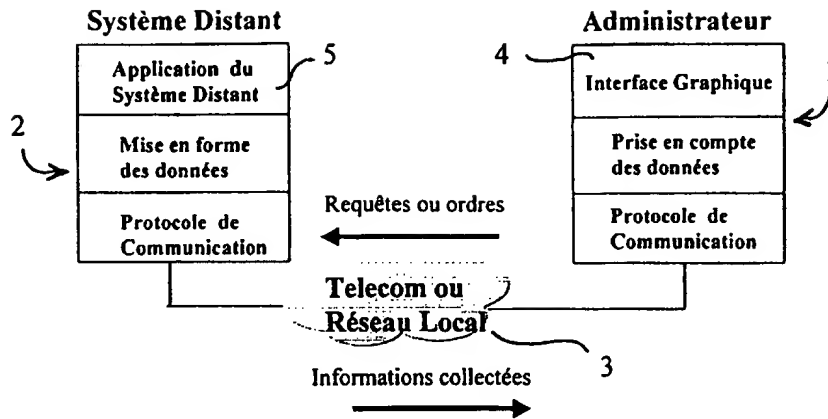 Système Distant
Administrateur
5
4
Application du
Système Distant
Interface Graphique
2
Mise en forme
des données
Prise en compte
des données
Requêtes ou ordres
Protocole de
Communication
Protocole de
Communication
Telecom ou
Réseau Local
3
Informations collectées